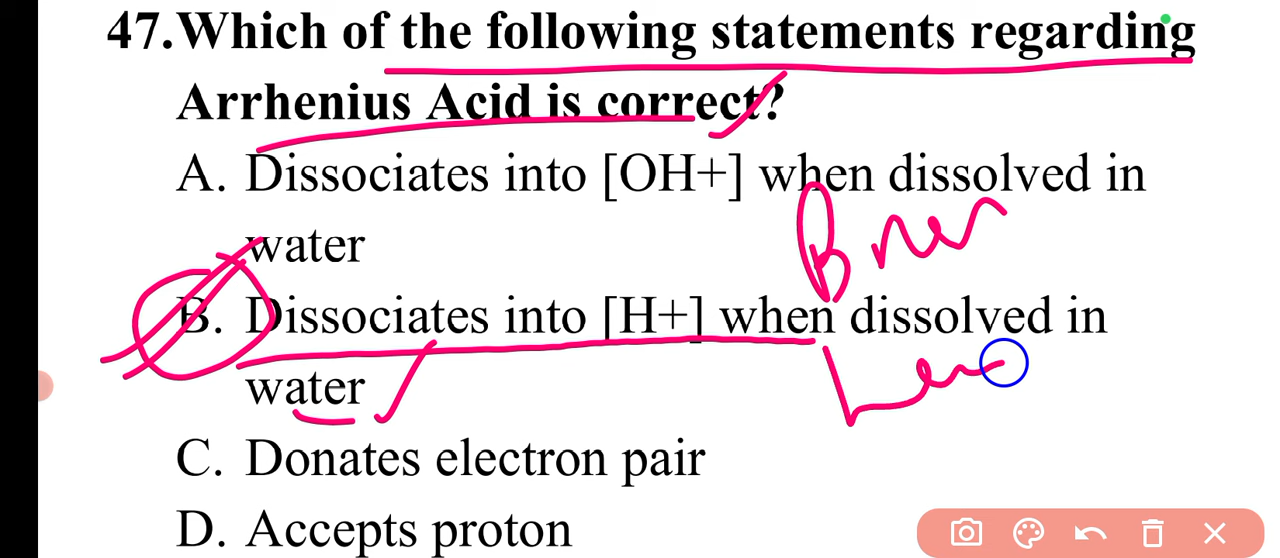 47.Which of the following statements regarding
Arrhenius Acid is correct?
A. Dissociates into [OH+] when dissolved in
water
B. Dissociates into [H+] when dissolved in
water
C. Donates electron pair
D. Accepts proton